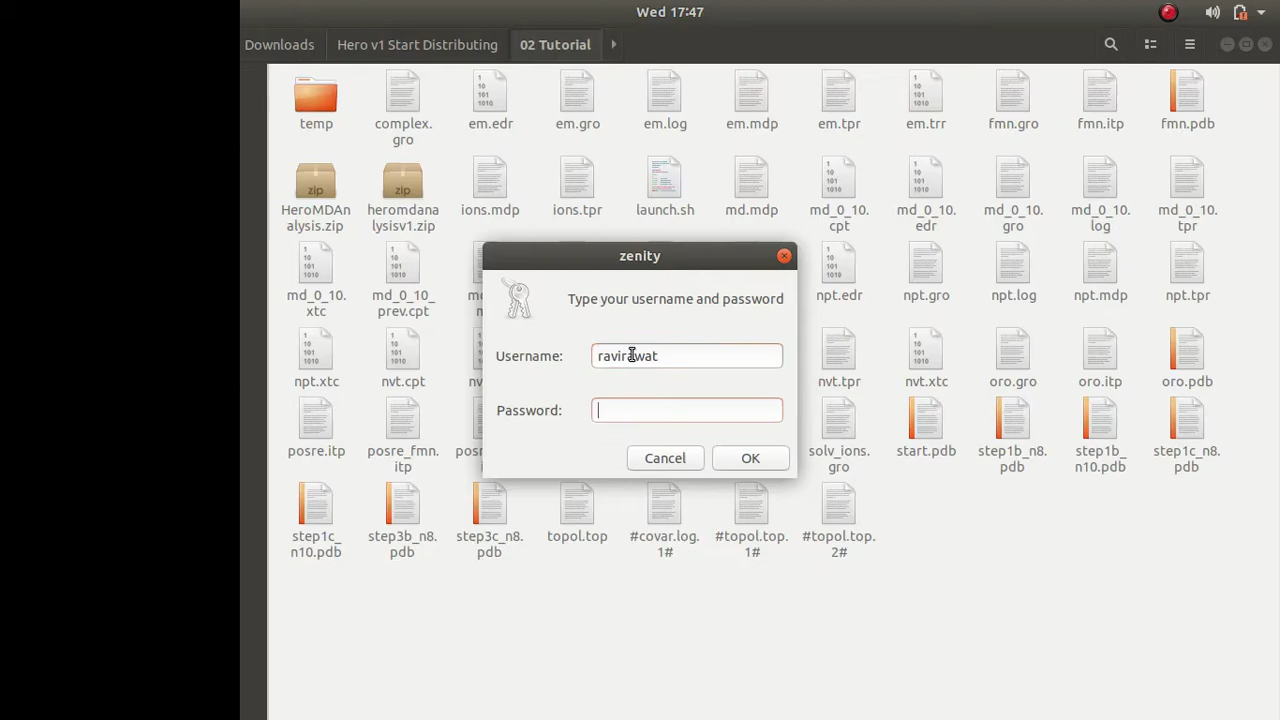 Wed 17:47
Downloads
Hero v1 Start Distributing
02 Tutorial
temp
complex.
gro
em.edr
em.gro
em.log
em.mdp
em.tpr
em.trr
fmn.gro
fmn.itp
fmn.pdb
HeroMDAn
alysis.zip
heromdana
lysisv1.zip
ions.mdp
ions.tpr
launch.sh
md.mdp
md_0_10.
cpt
md_0_10.
edr
md_0_10.
gro
md_0_10.
log
md_0_10.
tpr
md_0_10.
xtc
md_0_10_
prev.cpt
npt.edr
npt.gro
npt.log
npt.mdp
npt.tpr
npt.xtc
nvt.cpt
nvt.tpr
nvt.xtc
oro.gro
oro.itp
oro.pdb
posre.itp
posre_fmn.
itp
solv_ions.
gro
start.pdb
step1b_n8.
pdb
step1b_
n10.pdb
step1c_n8.
pdb
step1c_
n10.pdb
step3b_n8.
pdb
step3c_n8.
pdb
topol.top
#covar.log.
1#
#topol.top.
1#
#topol.top.
2#
zenity
Type your username and password
Username:
ravirawat
Password:
Cancel
OK